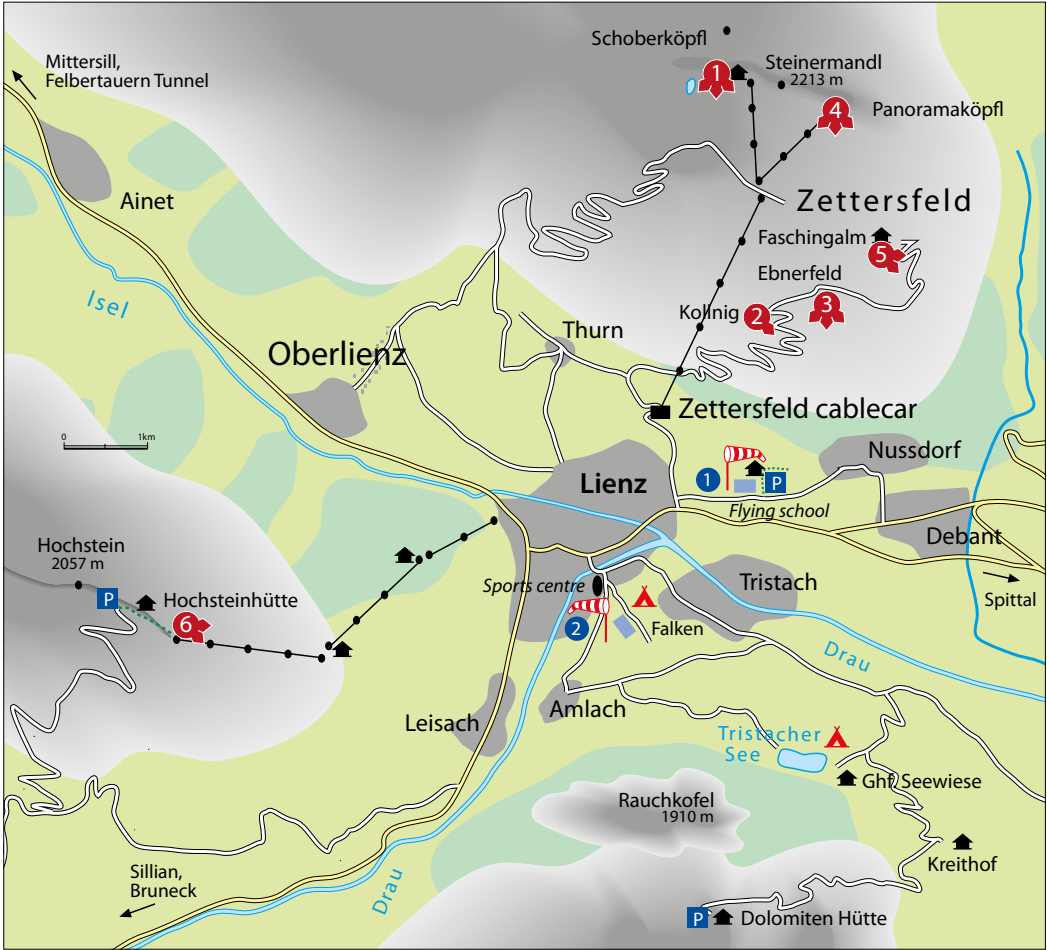 Schoberköpfl
Mittersill,
Felbertauern Tunnel
Steinermandl
2213 m
1
4
Panoramaköpfl
Ainet
Zettersfeld
Faschingalm
5
Ebnerfeld
Isel
Kollnig
2
3
Thurn
Oberlienz
Zettersfeld cablecar
0
1km
Nussdorf
Lienz
1
P
Flying school
Debant
Hochstein
2057 m
Sports centre
Tristach
P
Hochsteinhütte
Spittal
6
2
Falken
Drau
Leisach
Amlach
Tristacher
See
Ghf. Seewiese
Rauchkofel
1910 m
Kreithof
Sillian,
Bruneck
Drau
P
Dolomiten Hütte